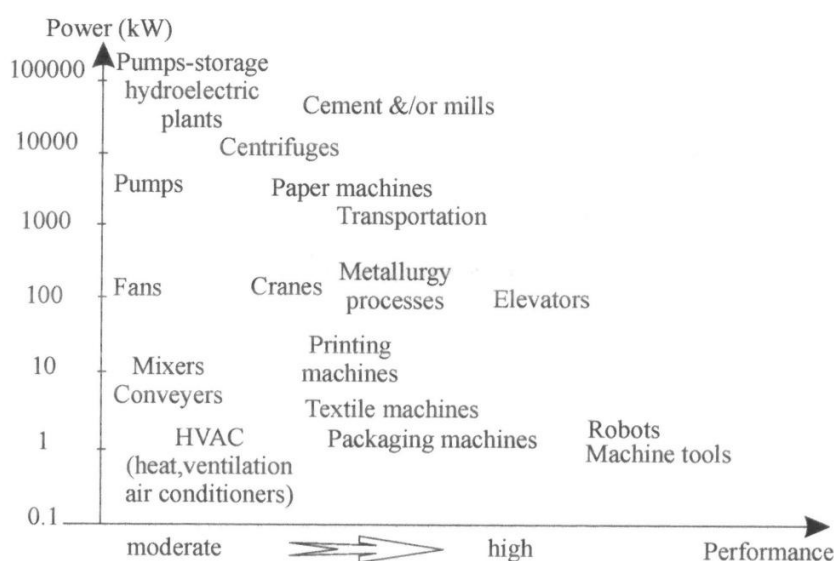 Power (kW)
100000
Pumps-storage
hydroelectric
plants
Cement &/or mills
10000
Centrifuges
Pumps
Paper machines
1000
Transportation
Fans
Cranes
Metallurgy
processes
Elevators
100
Printing
machines
10
Mixers
Conveyers
Textile machines
1
HVAC
(heat,ventilation
air conditioners)
Packaging machines
Robots
Machine tools
0.1
moderate
high
Performance